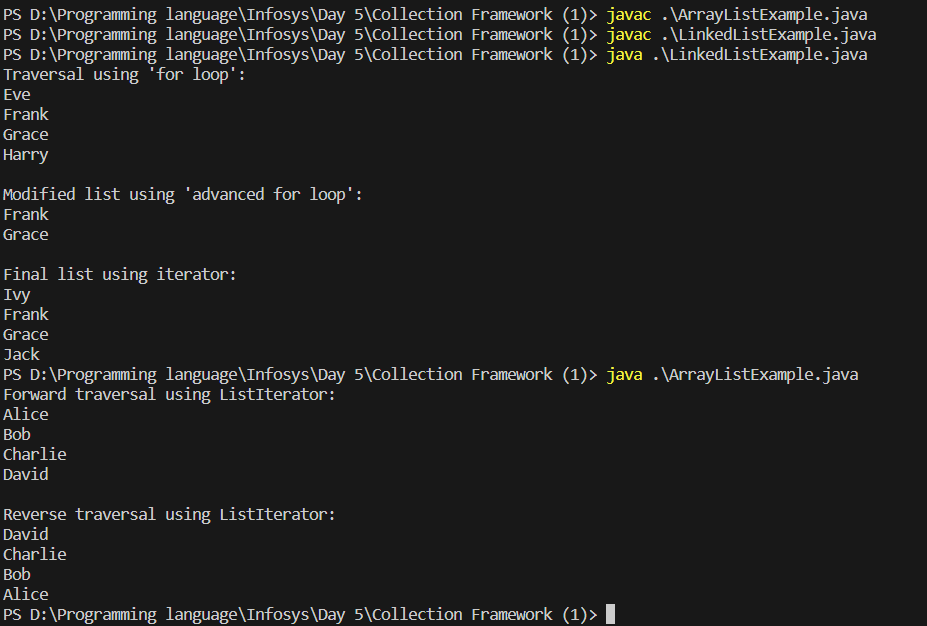 PS D:\Programming language\Infosys\Day 5\Collection Framework (1)> javac .\ArrayListExample.java
PS D:\Programming language\Infosys\Day 5\Collection Framework (1)> javac .\LinkedListExample.java
PS D:\Programming language\Infosys\Day 5\Collection Framework (1)> java .\LinkedListExample.java
Traversal using 'for loop':
Eve
Frank
Grace
Harry

Modified list using 'advanced for loop':
Frank
Grace

Final list using iterator:
Ivy
Frank
Grace
Jack
PS D:\Programming language\Infosys\Day 5\Collection Framework (1)> java .\ArrayListExample.java
Forward traversal using ListIterator:
Alice
Bob
Charlie
David

Reverse traversal using ListIterator:
David
Charlie
Bob
Alice
PS D:\Programming language\Infosys\Day 5\Collection Framework (1)>